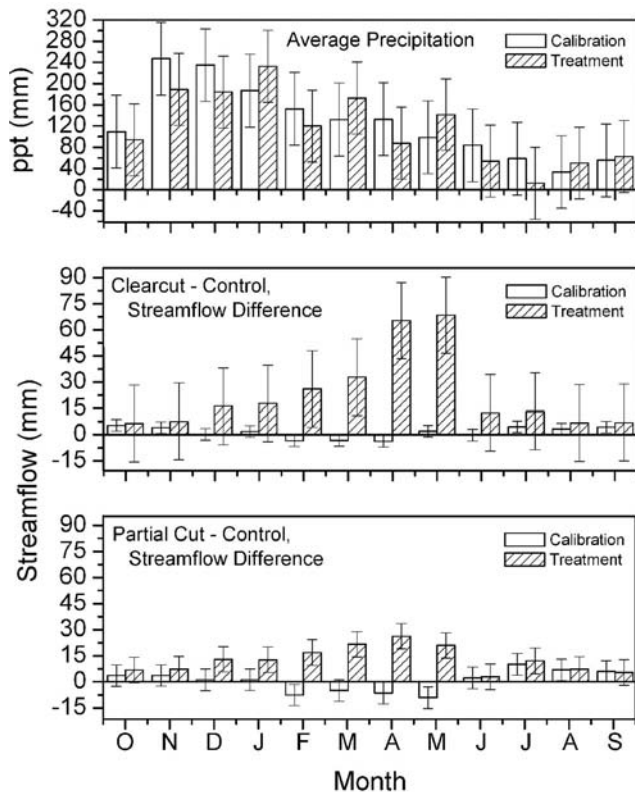 320
280
240
200
160
120
80
40
0
-40
ppt (mm)
Average Precipitation
Calibration
Treatment
90
75
60
45
30
15
0
-15
Clearcut - Control,
Streamflow Difference
Calibration
Treatment
Streamflow (mm)
90
75
60
45
30
15
0
-15
Partial Cut - Control,
Streamflow Difference
Calibration
Treatment
O N D J F M A M J J A S
Month